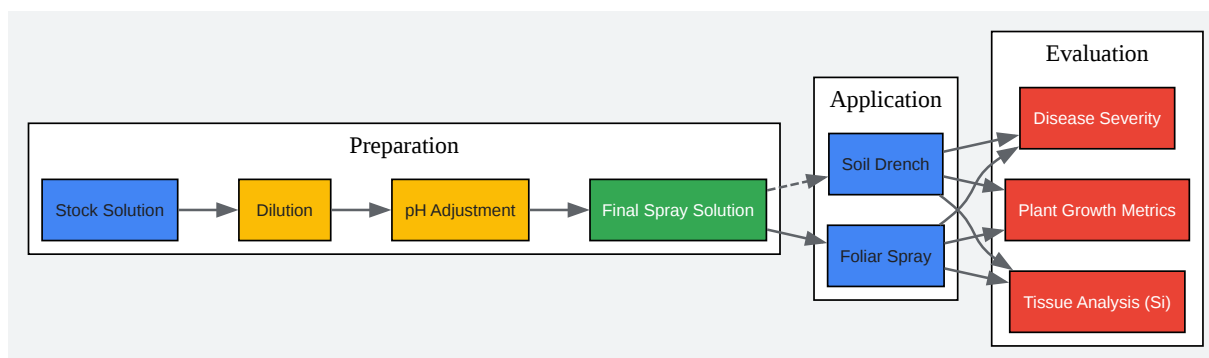 Preparation
Stock Solution
Dilution
pH Adjustment
Final Spray Solution
Application
Soil Drench
Foliar Spray
Evaluation
Disease Severity
Plant Growth Metrics
Tissue Analysis (Si)